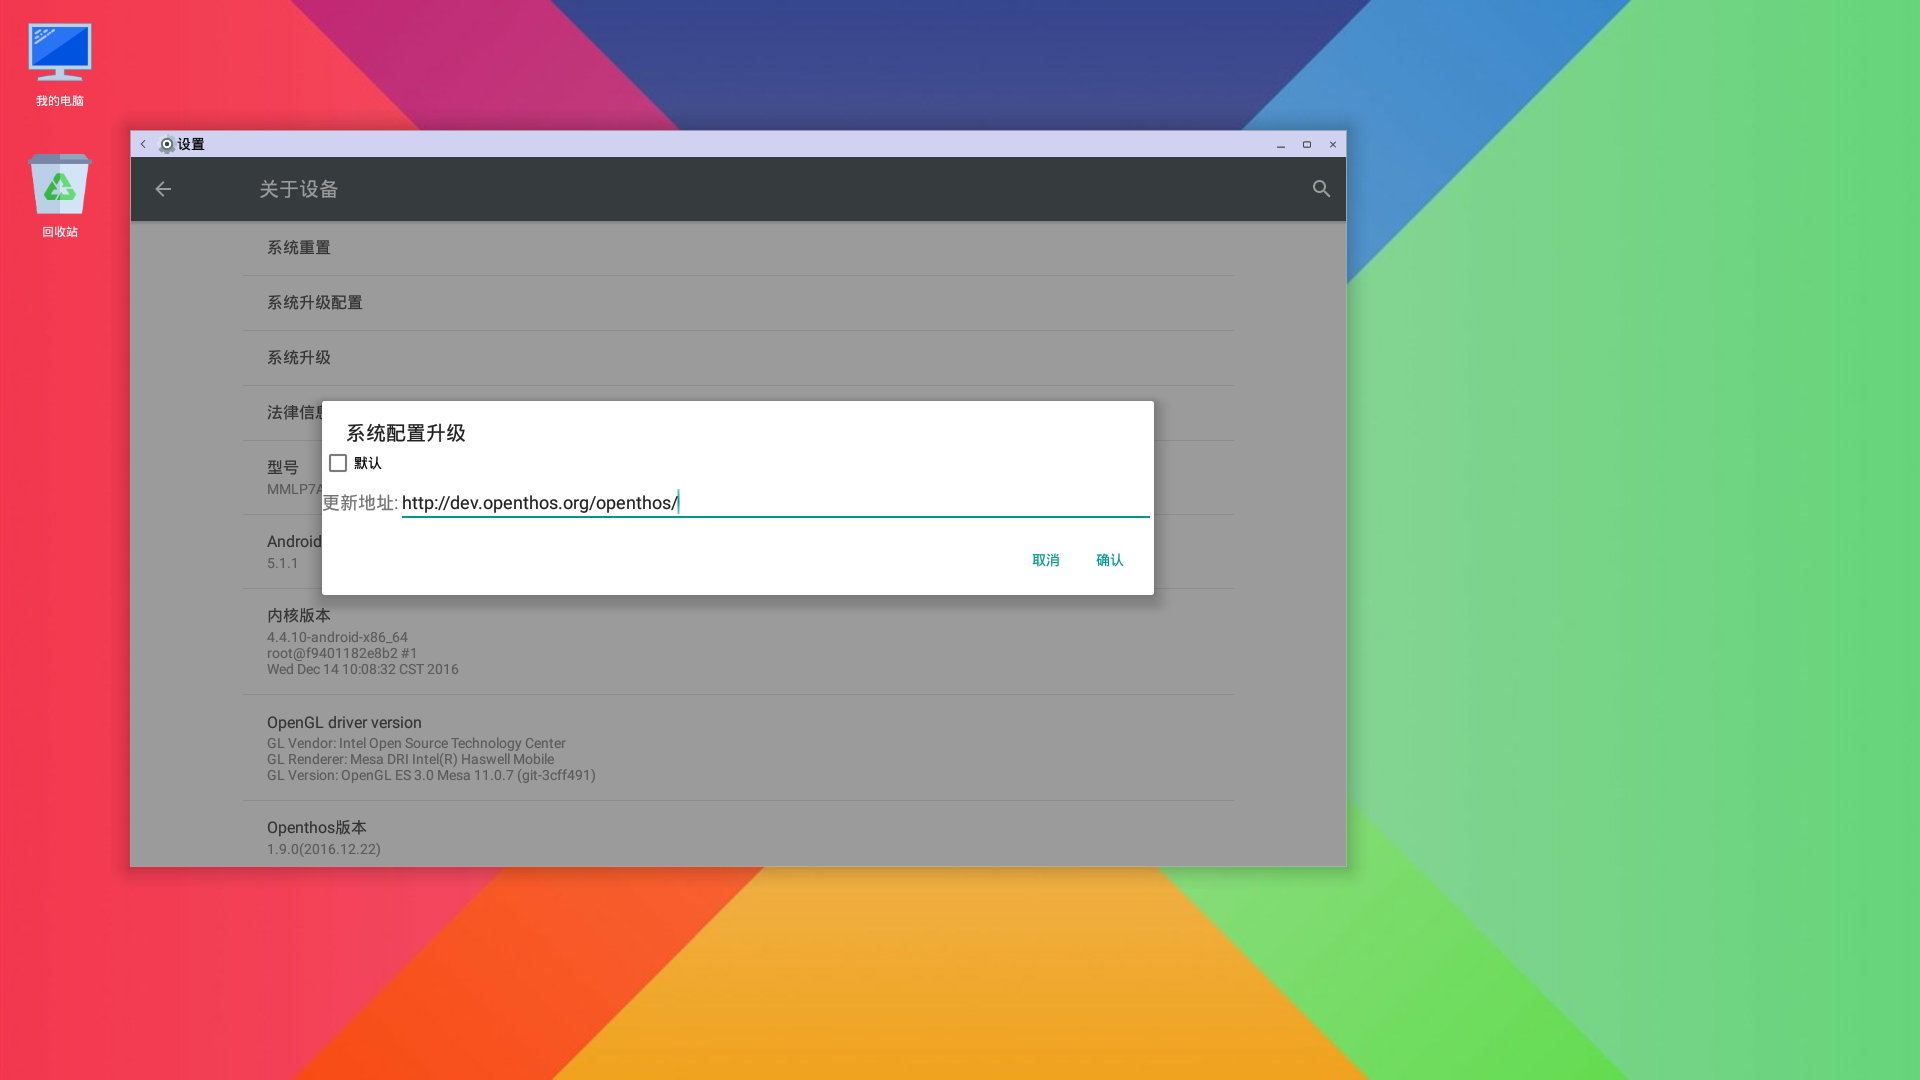 我的电脑
回收站
设置
关于设备
系统重置
系统升级配置
系统升级
法律信息
型号
MMLP7A
Android
5.1.1
系统配置升级
默认
更新地址: http://dev.openthos.org/openthos/
取消 确认
内核版本
4.4.10-android-x86_64
root@f9401182e8b2 #1
Wed Dec 14 10:08:32 CST 2016
OpenGL driver version
GL Vendor: Intel Open Source Technology Center
GL Renderer: Mesa DRI Intel(R) Haswell Mobile
GL Version: OpenGL ES 3.0 Mesa 11.0.7 (git-3cff491)
Openthos版本
1.9.0(2016.12.22)